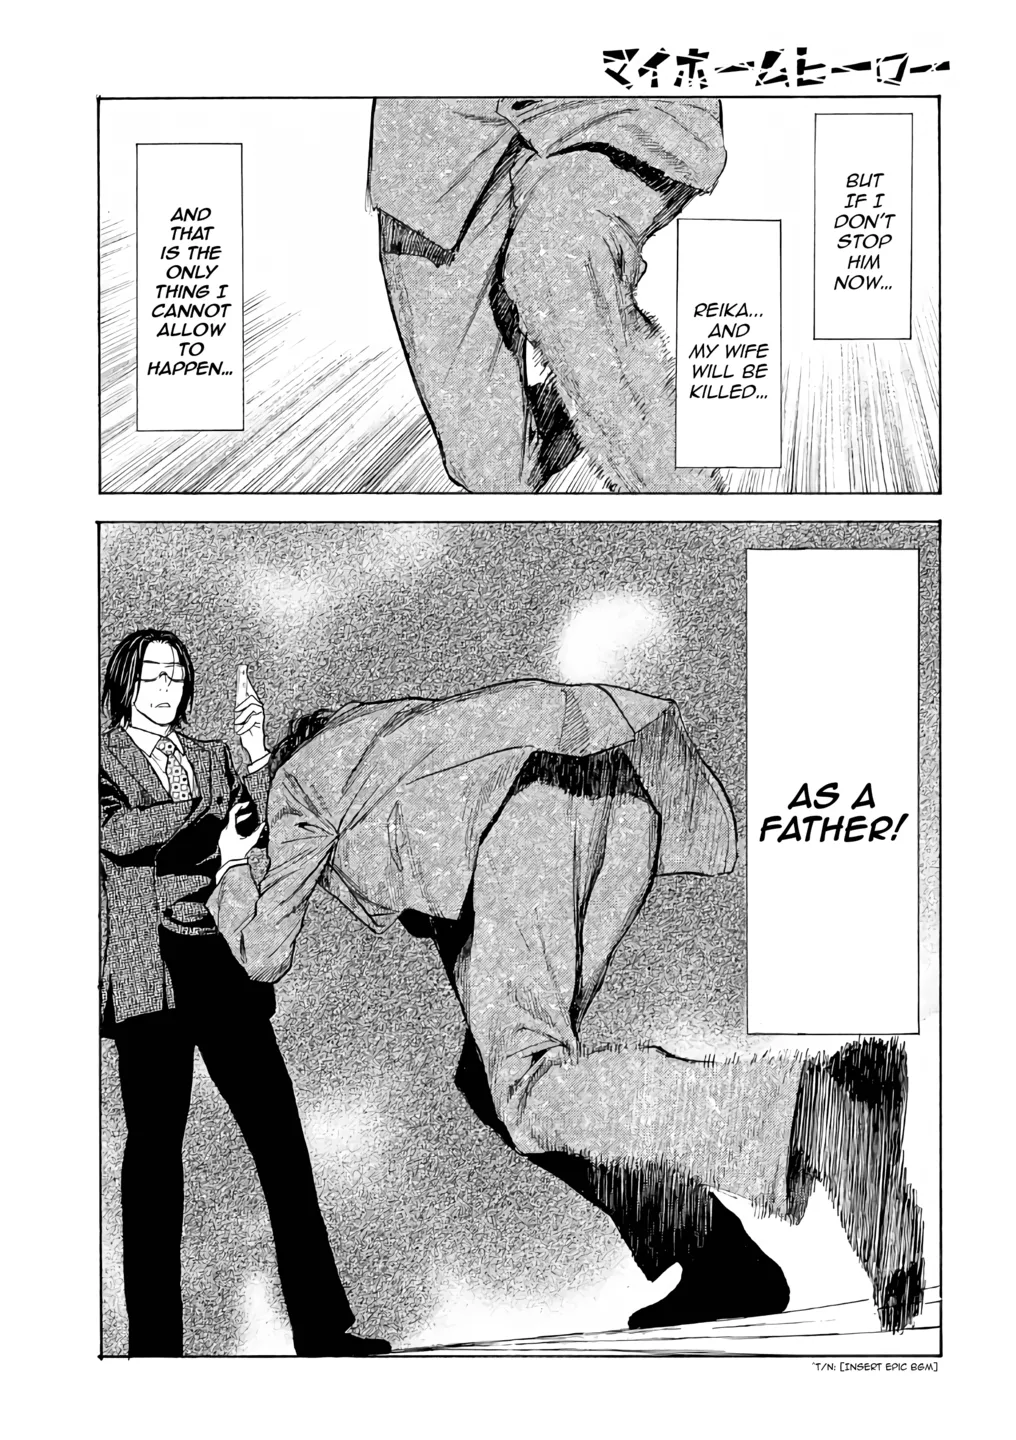 マイホームヒーロー
BUT
IF I
DON'T
STOP
HIM
NOW...
REIKA...
AND
MY WIFE
WILL BE
KILLED...
AND
THAT
IS THE
ONLY
THING I
CANNOT
ALLOW
TO
HAPPEN...
AS A
FATHER!
*T/N: [INSERT EPIC BGM]